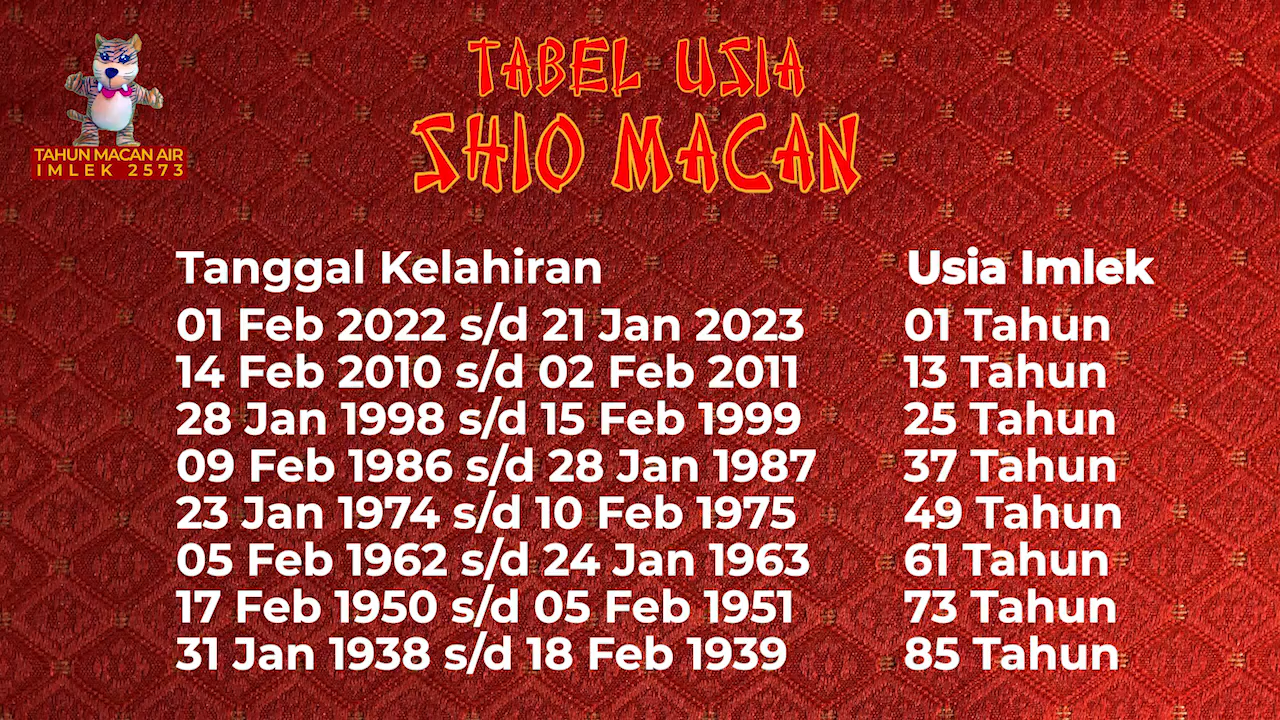 TAHUN MACAN AIR
IMLEK 2573
TABEL USIA
SHIO MACAN
Tanggal Kelahiran Usia Imlek
01 Feb 2022 s/d 21 Jan 2023 01 Tahun
14 Feb 2010 s/d 02 Feb 2011 13 Tahun
28 Jan 1998 s/d 15 Feb 1999 25 Tahun
09 Feb 1986 s/d 28 Jan 1987 37 Tahun
23 Jan 1974 s/d 10 Feb 1975 49 Tahun
05 Feb 1962 s/d 24 Jan 1963 61 Tahun
17 Feb 1950 s/d 05 Feb 1951 73 Tahun
31 Jan 1938 s/d 18 Feb 1939 85 Tahun